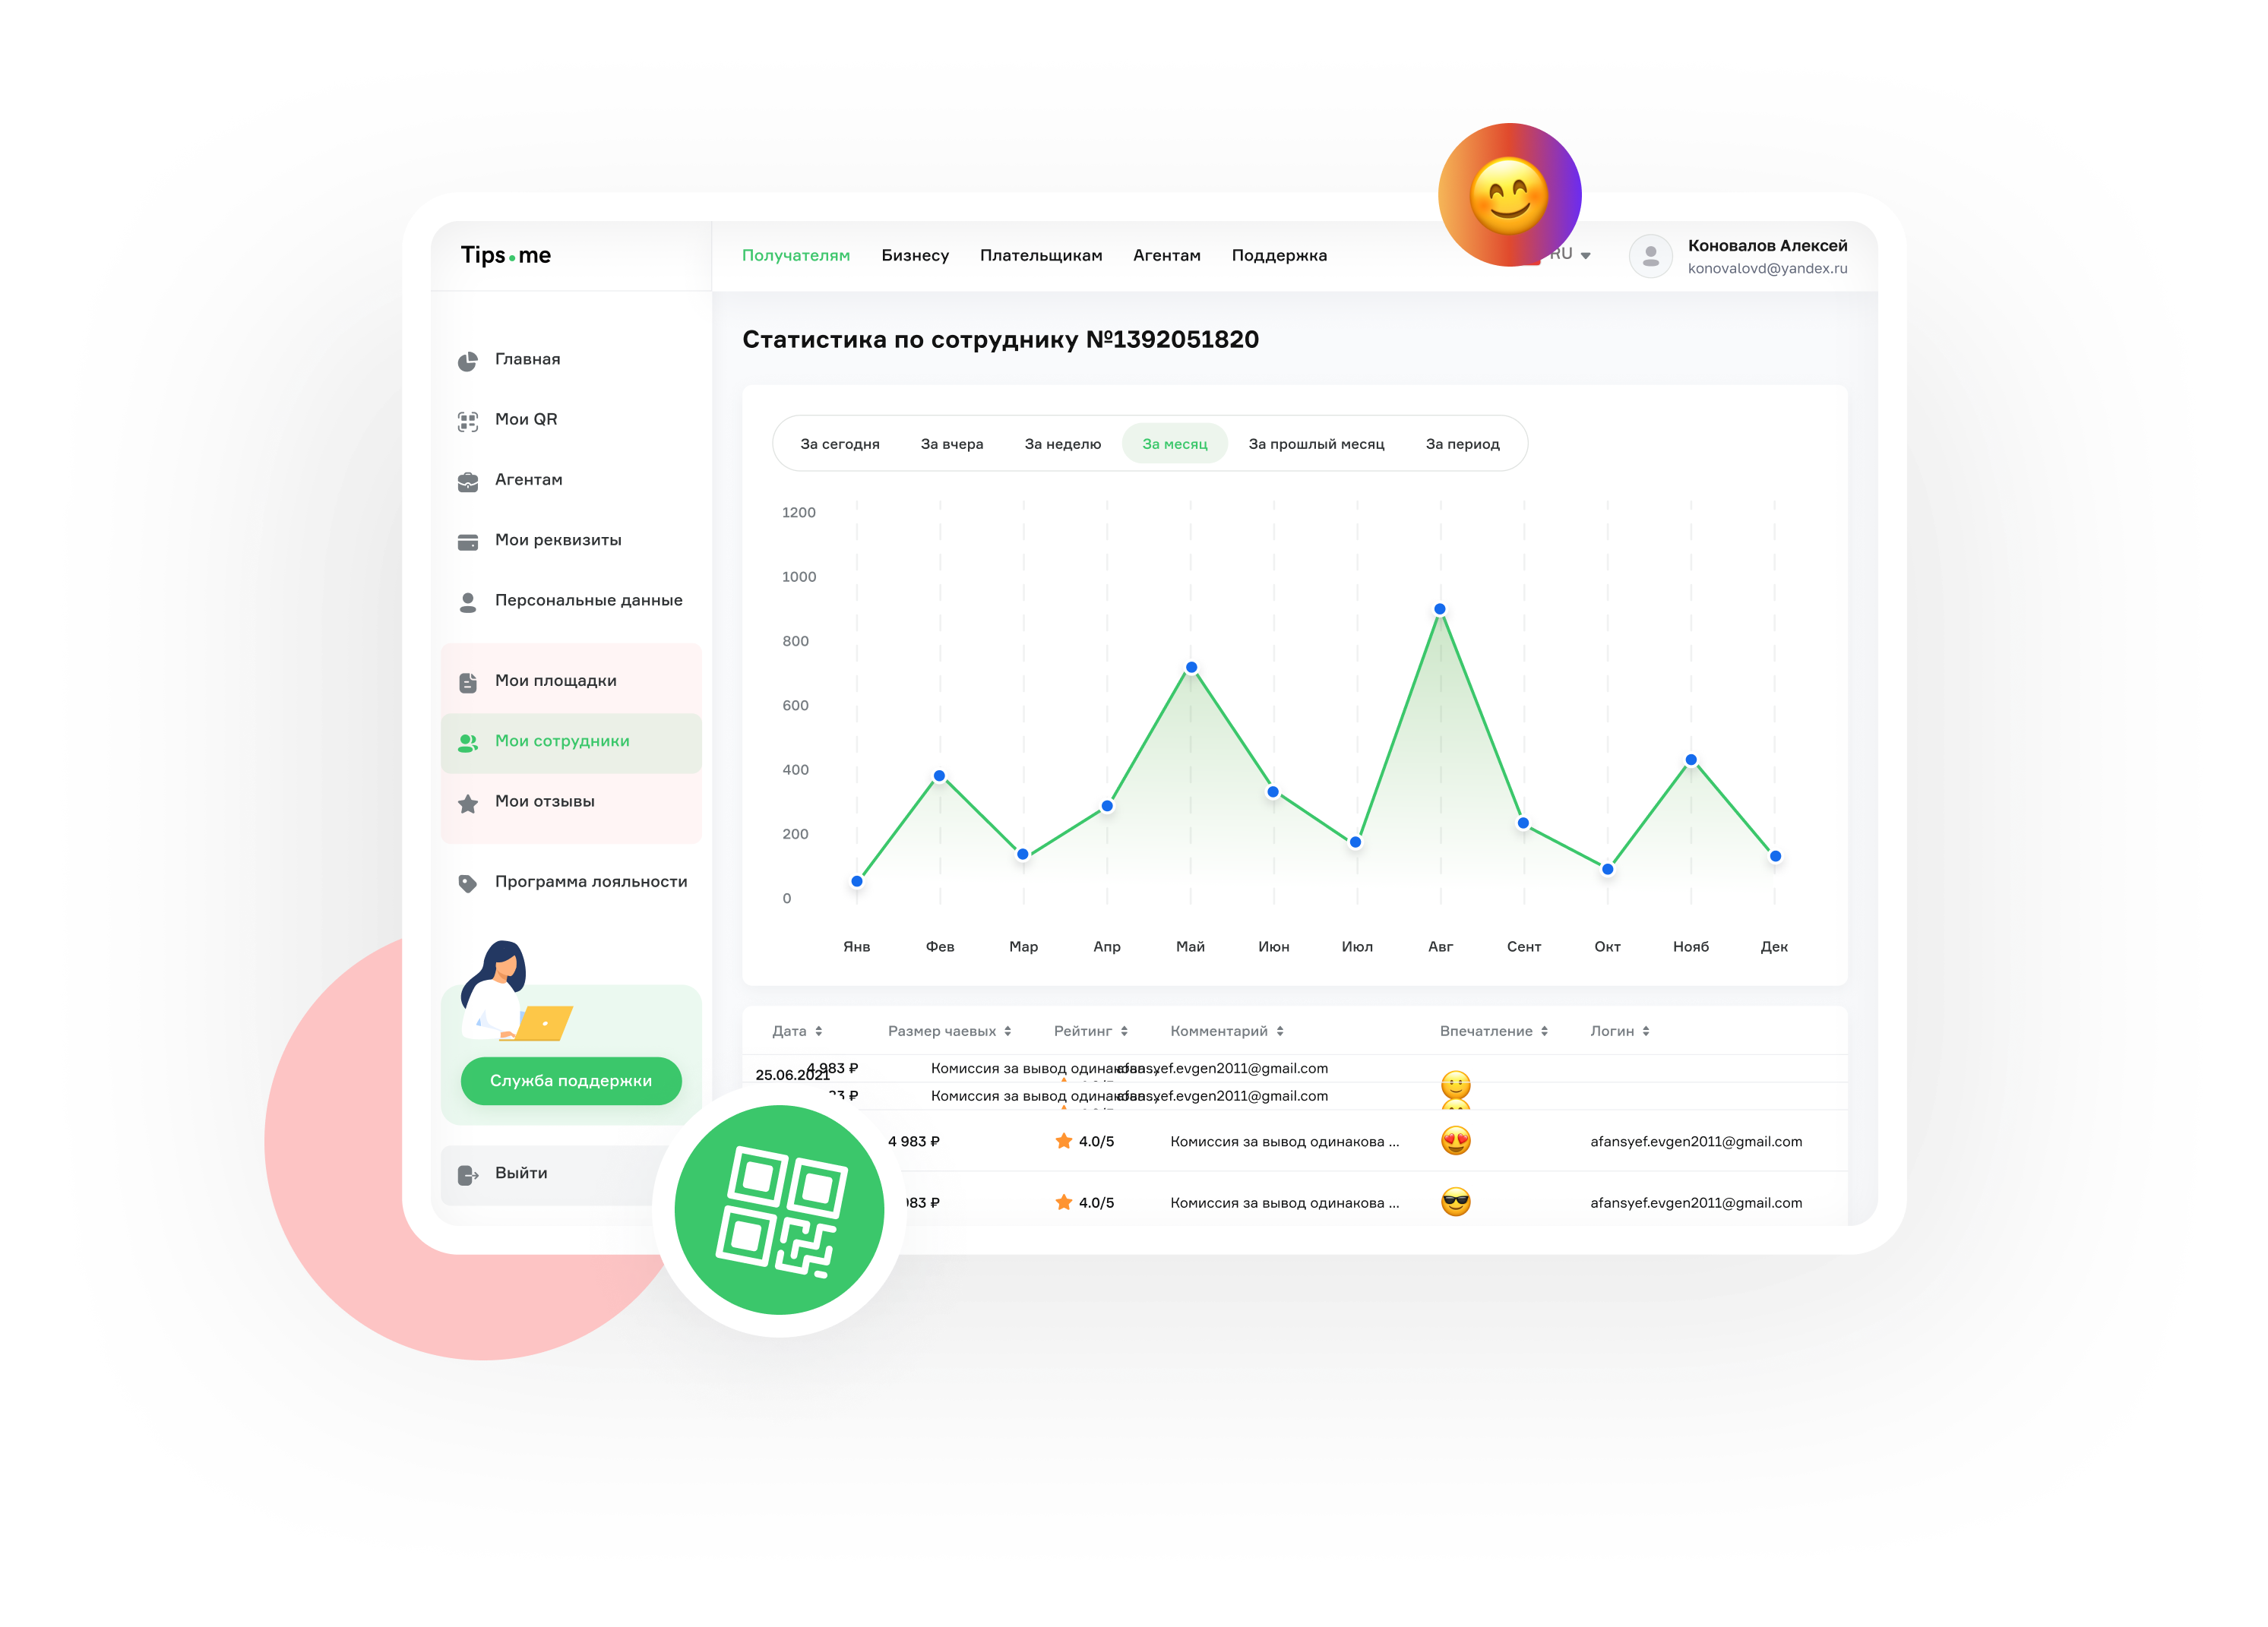 Tips.me
Получателям Бизнесу Плательщикам Агентам Поддержка
RU
Коновалов Алексей
konovalovd@yandex.ru
Главная
Мои QR
Агентам
Мои реквизиты
Персональные данные
Мои площадки
Мои сотрудники
Мои отзывы
Программа лояльности
Служба поддержки
Выйти
Статистика по сотруднику №1392051820
За сегодня За вчера За неделю За месяц За прошлый месяц За период
1200
1000
800
600
400
200
0
Янв Фев Мар Апр Май Июн Июл Авг Сент Окт Нояб Дек
Дата Размер чаевых Рейтинг Комментарий Впечатление Логин
25.06.2021 4 983 ₽ Комиссия за вывод одинакова ... afansyef.evgen2011@gmail.com
₽ Комиссия за вывод одинакова ... afansyef.evgen2011@gmail.com
4 983 ₽ 4.0/5 Комиссия за вывод одинакова ... afansyef.evgen2011@gmail.com
983 ₽ 4.0/5 Комиссия за вывод одинакова ... afansyef.evgen2011@gmail.com